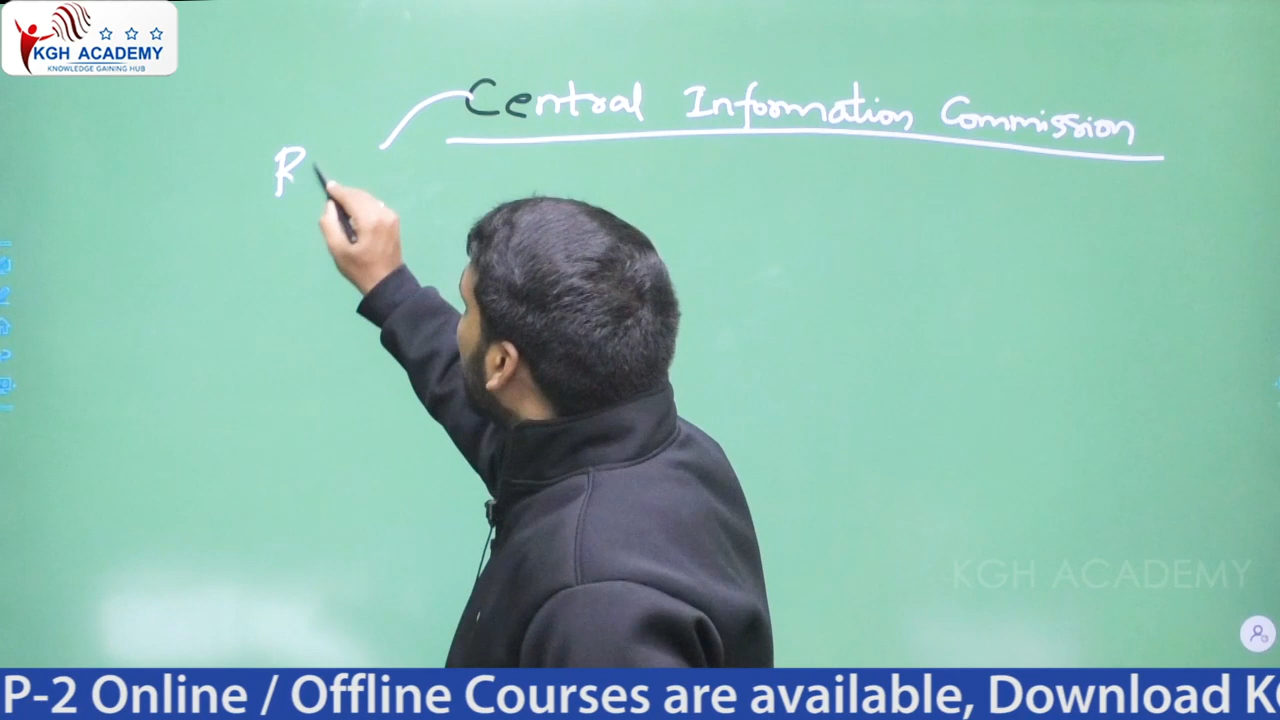 KGH ACADEMY
KNOWLEDGE GAINING HUB
Central Information Commission
R
KGH ACADEMY
P-2 Online / Offline Courses are available, Download